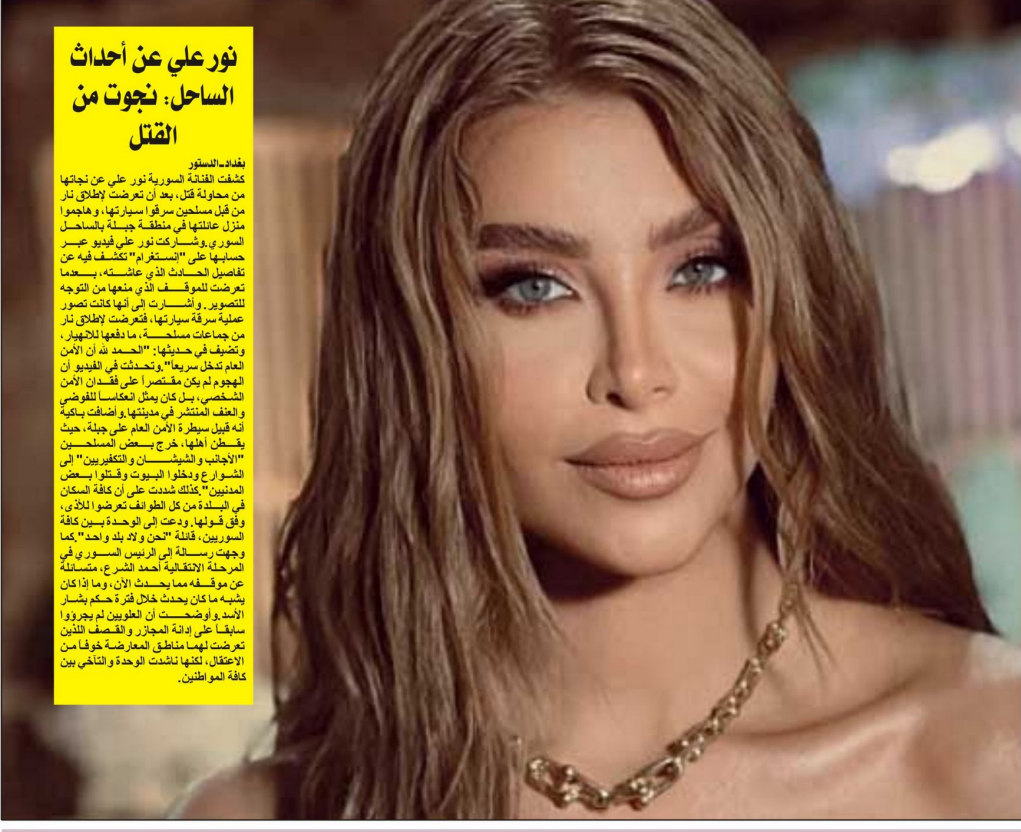 نور علي عن أحداث
الساحل: نجوت من
القتل
بغداد-الدستور
كشفت الفنانة السورية نور علي عن نجاتها
من محاولة قتل، بعد أن تعرضت لإطلاق نار
من قبل مسلحين سرقوا سيارتها، وهاجموا
منزل عائلتها في منطقة جبلة بالساحل
السوري.وشاركت نور علي فيديو عبر
حسابها على "إنستغرام" تكشف فيه عن
تفاصيل الحادث الذي عاشته، بعدما
تعرضت للموقف الذي منعها من التوجه
للتصوير. وأشارت إلى أنها كانت تصور
عملية سرقة سيارتها، فتعرضت لإطلاق نار
من جماعات مسلحة، ما دفعها للانهيار،
وتضيف في حديثها: "الحمد لله أن الأمن
العام تدخل سريعاً".وتحدثت في الفيديو أن
الهجوم لم يكن مقتصراً على فقدان الأمن
الشخصي، بل كان يمثل انعكاساً للفوضى
والعنف المنتشر في مدينتها.وأضافت باكية
أنه قبيل سيطرة الأمن العام على جبلة، حيث
يقطن أهلها، خرج بعض المسلحين
"الأجانب والشيشان والتكفيريين" إلى
الشوارع ودخلوا البيوت وقتلوا بعض
المدنيين".كذلك شددت على أن كافة السكان
في البلدة من كل الطوائف تعرضوا للأذى،
وفق قولها. ودعت إلى الوحدة بين كافة
السوريين، قائلة "نحن ولاد بلد واحد".كما
وجهت رسالة إلى الرئيس السوري في
المرحلة الانتقالية أحمد الشرع، متسائلة
عن موقفه مما يحدث الآن، وما إذا كان
يشبه ما كان يحدث خلال فترة حكم بشار
الأسد.وأوضحت أن العلويين لم يجرؤوا
سابقاً على إدانة المجازر والقصف اللذين
تعرضت لهما مناطق المعارضة خوفاً من
الاعتقال، لكنها ناشدت الوحدة والتآخي بين
كافة المواطنين.